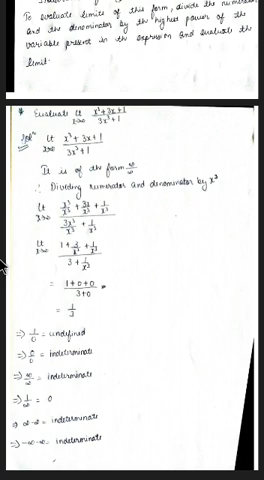 To evaluate limits of this form, divide the numerator
and the denominator by the highest power of the
variable present in the expression and evaluate the
limit.
* Evaluate lt x→∞ (x³+3x+1)/(3x³+1)
Soln lt x→∞ (x³+3x+1)/(3x³+1)
It is of the form ∞/∞
∴ Dividing numerator and denominator by x³
lt x→∞ (x³/x³ + 3x/x³ + 1/x³)/(3x³/x³ + 1/x³)
lt x→∞ (1 + 3/x² + 1/x³)/(3 + 1/x³)
= (1+0+0)/(3+0)
= 1/3
⇒ 1/0 = undefined
⇒ 0/0 = indeterminate
⇒ ∞/∞ = indeterminate
⇒ 1/∞ = 0
⇒ ∞-∞ = indeterminate
⇒ -∞-∞ = indeterminate